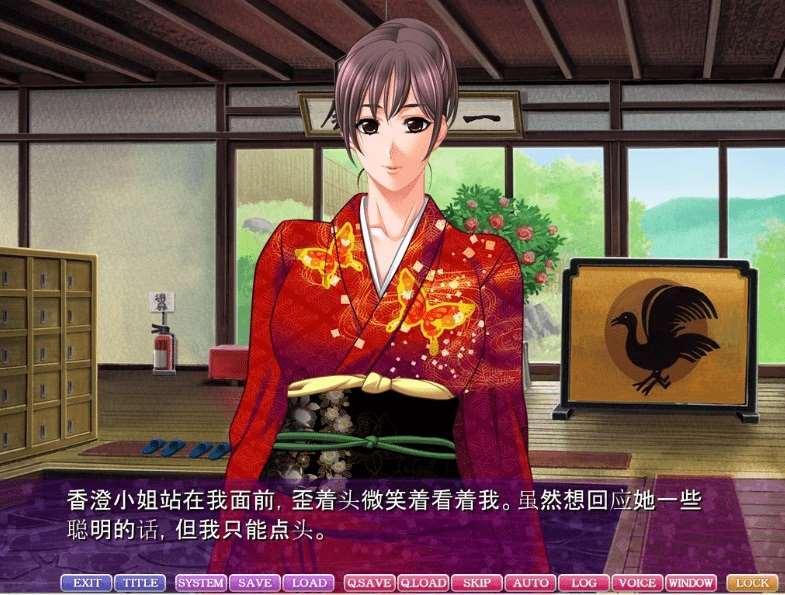 一
香澄小姐站在我面前，歪着头微笑着看着我。虽然想回应她一些
聪明的话，但我只能点头。
EXIT TITLE SYSTEM SAVE LOAD Q.SAVE Q.LOAD SKIP AUTO LOG VOICE WINDOW LOCK